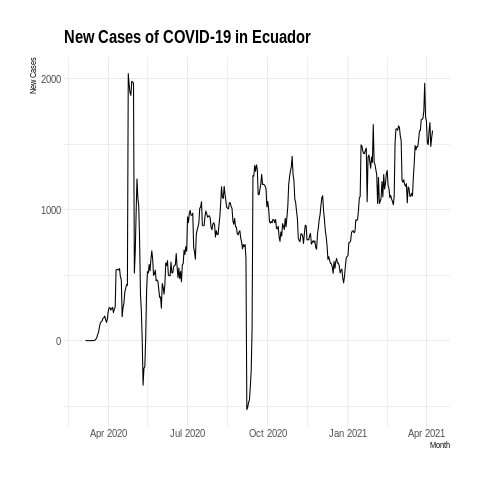 New Cases of COVID-19 in Ecuador
New Cases
2000
1000
0
Apr 2020 Jul 2020 Oct 2020 Jan 2021 Apr 2021
Month